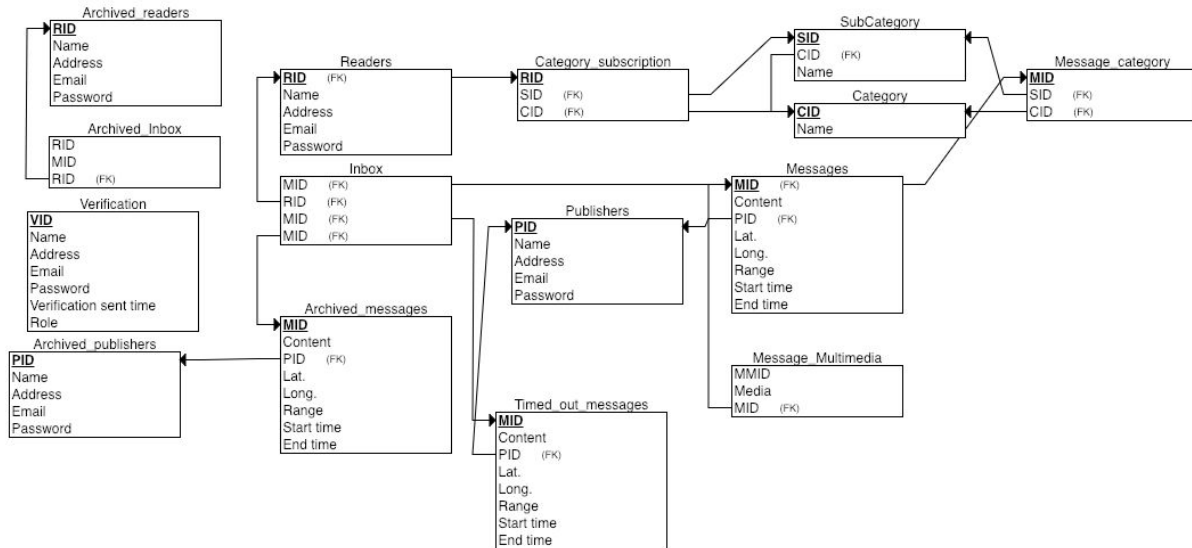 Archived_readers
RID
Name
Address
Email
Password
Archived_Inbox
RID
MID
RID (FK)
Verification
VID
Name
Address
Email
Password
Verification sent time
Role
Archived_publishers
PID
Name
Address
Email
Password
Readers
RID (FK)
Name
Address
Email
Password
Inbox
MID (FK)
RID (FK)
MID (FK)
MID (FK)
Archived_messages
MID
Content
PID (FK)
Lat.
Long.
Range
Start time
End time
Category_subscription
RID
SID (FK)
CID (FK)
Publishers
PID
Name
Address
Email
Password
Timed_out_messages
MID
Content
PID (FK)
Lat.
Long.
Range
Start time
End time
SubCategory
SID
CID (FK)
Name
Category
CID
Name
Messages
MID (FK)
Content
PID (FK)
Lat.
Long.
Range
Start time
End time
Message_Multimedia
MMID
Media
MID (FK)
Message_category
MID
SID (FK)
CID (FK)